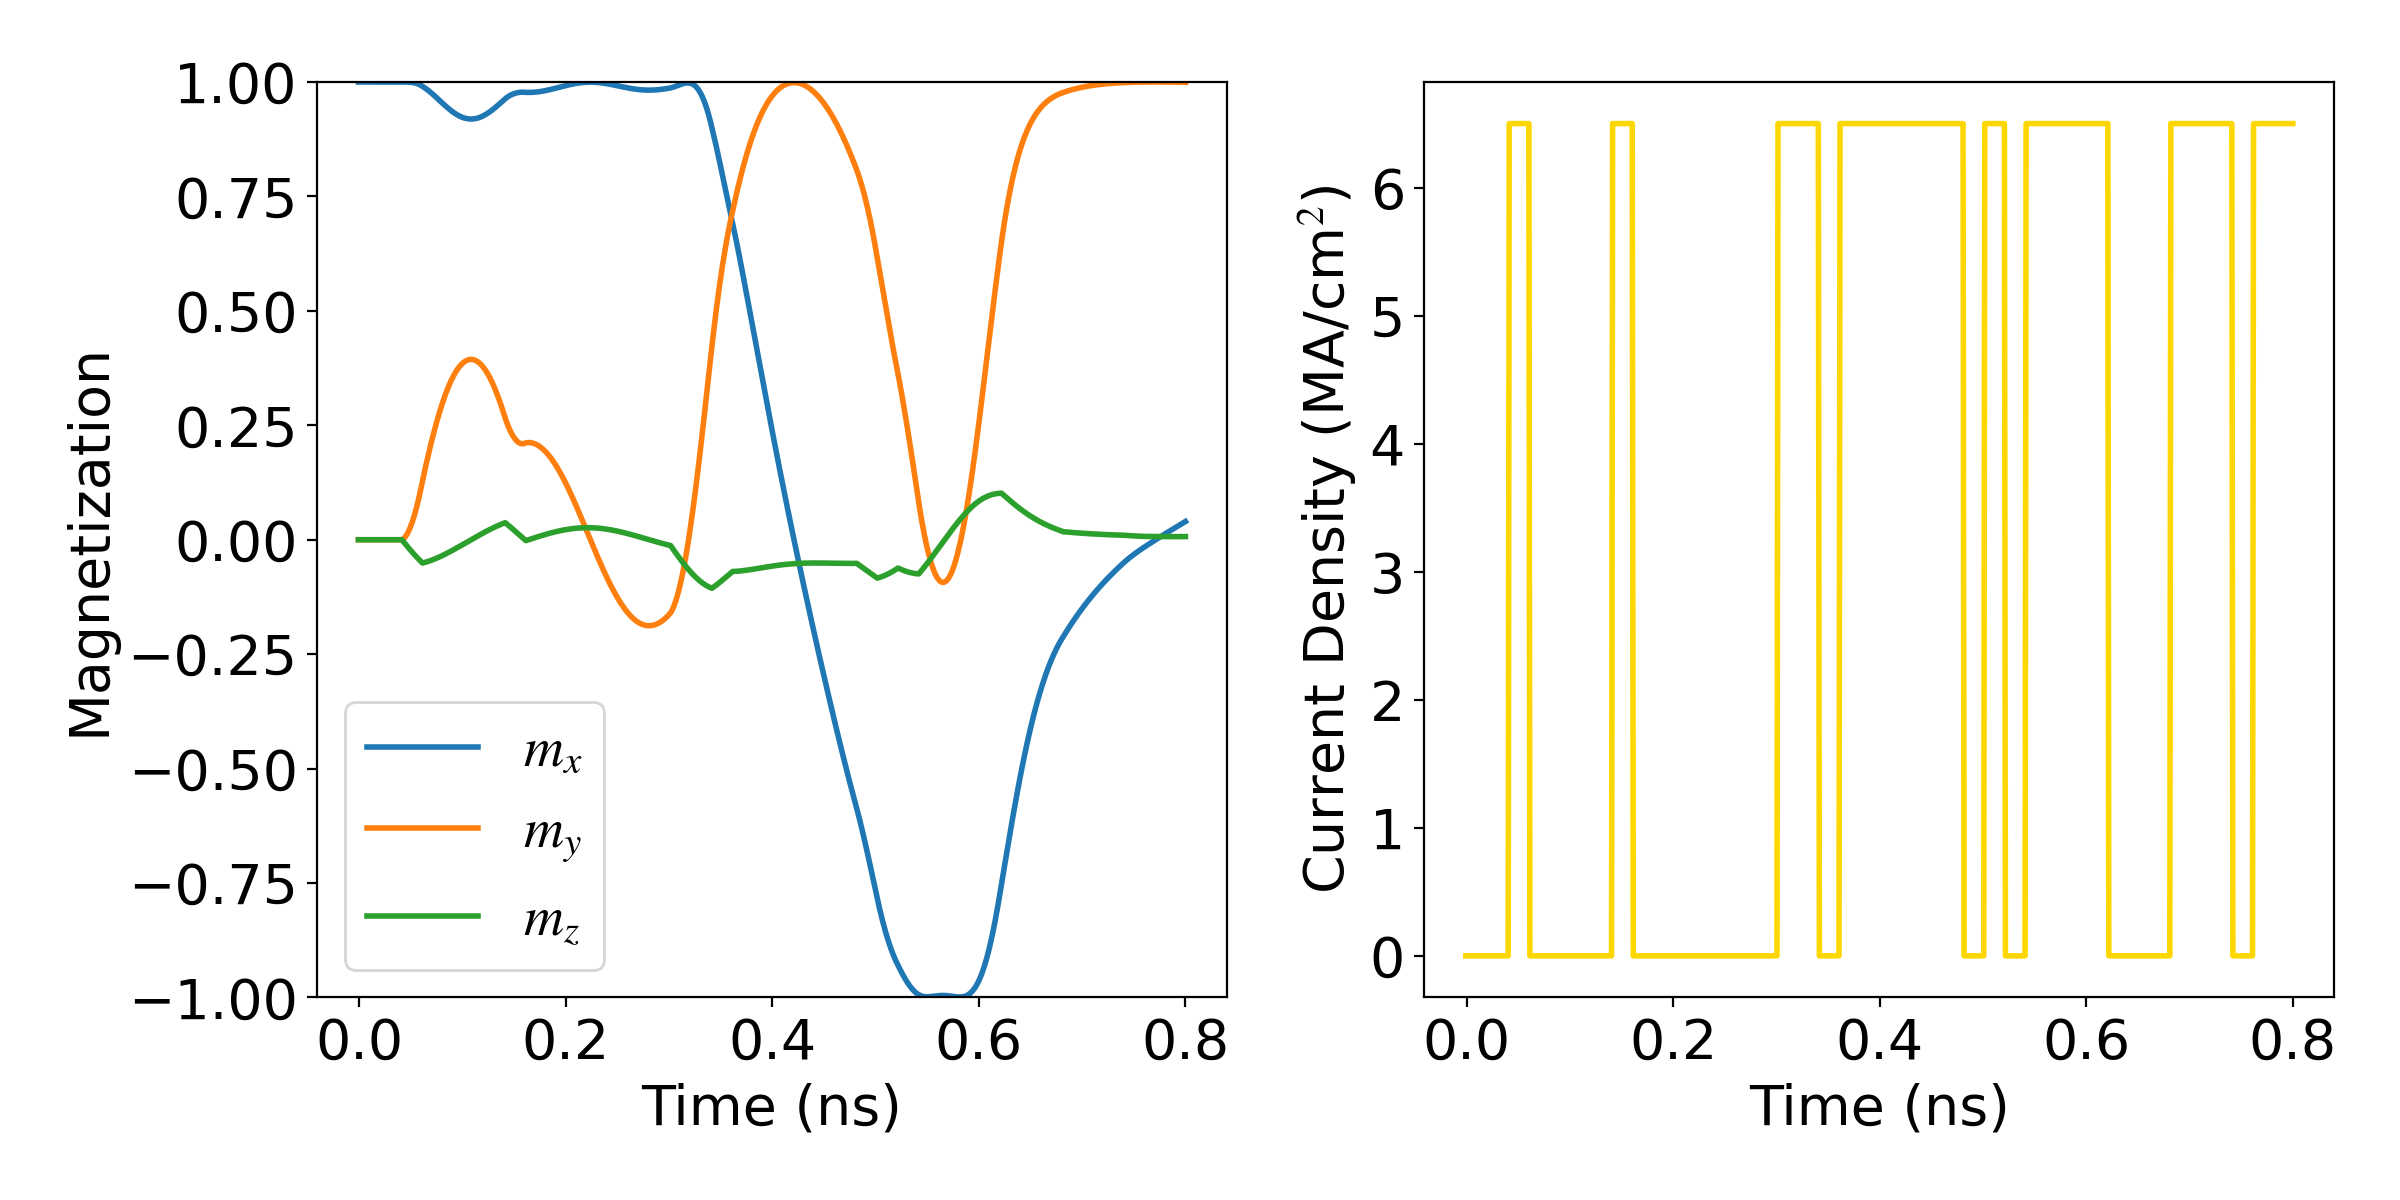 1.00
0.75
0.50
0.25
0.00
−0.25
−0.50
−0.75
−1.00
Magnetization
m_x
m_y
m_z
0.0 0.2 0.4 0.6 0.8
Time (ns)
6
5
4
3
2
1
0
Current Density (MA/cm²)
0.0 0.2 0.4 0.6 0.8
Time (ns)